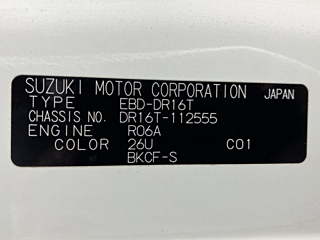 SUZUKI MOTOR CORPORATION JAPAN
TYPE EBD-DR16T
CHASSIS NO. DR16T-112555
ENGINE R06A
COLOR 26U C01
BKCF-S